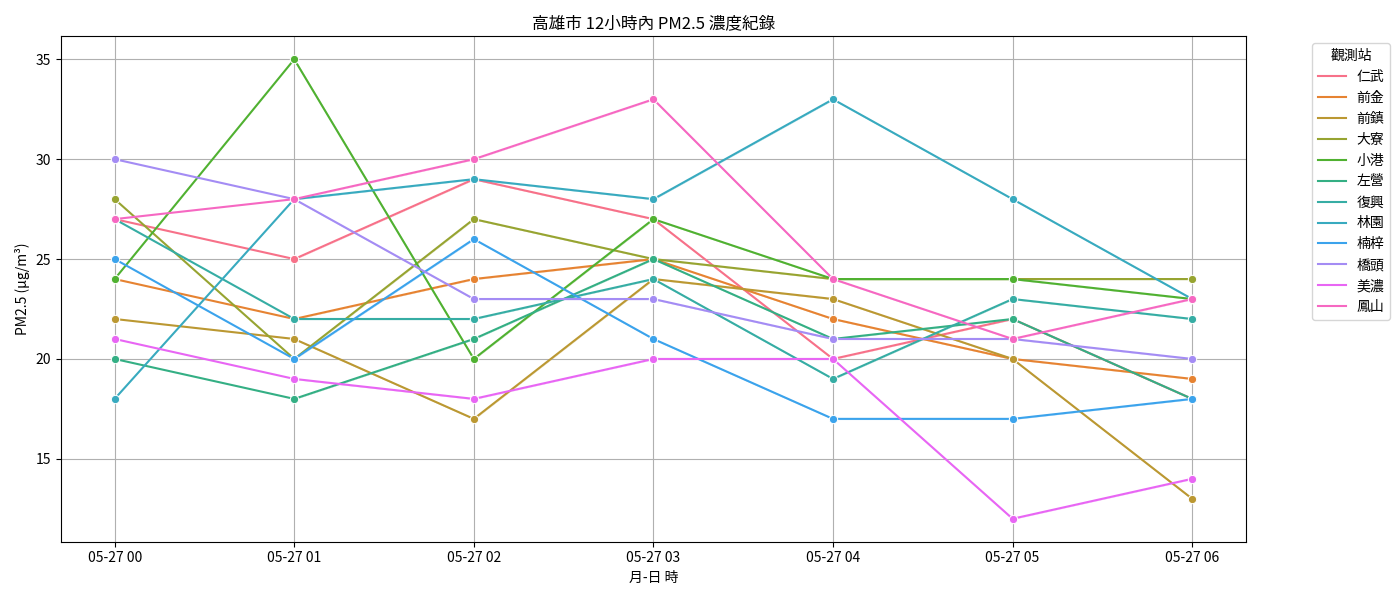 高雄市 12小時內 PM2.5 濃度紀錄
觀測站
仁武
前金
前鎮
大寮
小港
左營
復興
林園
楠梓
橋頭
美濃
鳳山
PM2.5 (μg/m³)
35
30
25
20
15
05-27 00
05-27 01
05-27 02
05-27 03
05-27 04
05-27 05
05-27 06
月-日 時